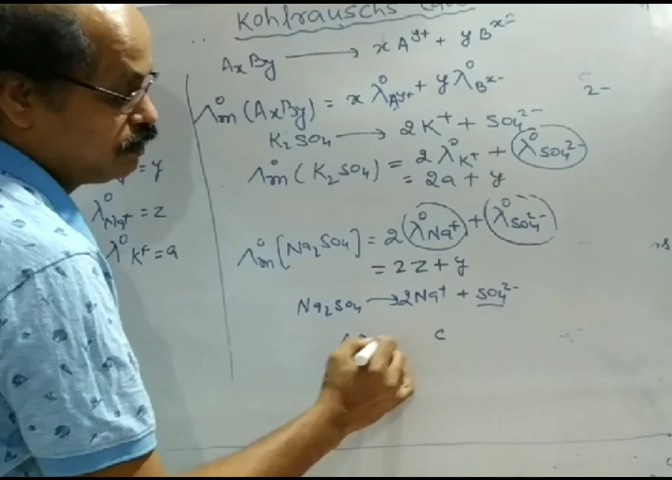 Kohlrauschs
AxBy ⟶ x A^y+ + y B^x-
Λ°m (AxBy) = x λ°A^y+ + y λ°B^x-
2-
K2SO4 ⟶ 2K+ + SO4^2-
Λ°m (K2SO4) = 2 λ°K+ + λ°SO4^2-
= 2a + y
= y
λ°Na+ = z
λ°K+ = a
Λ°m [Na2SO4] = 2 λ°Na+ + λ°SO4^2-
= 2z + y
Na2SO4 ⟶ 2Na+ + SO4^2-
c